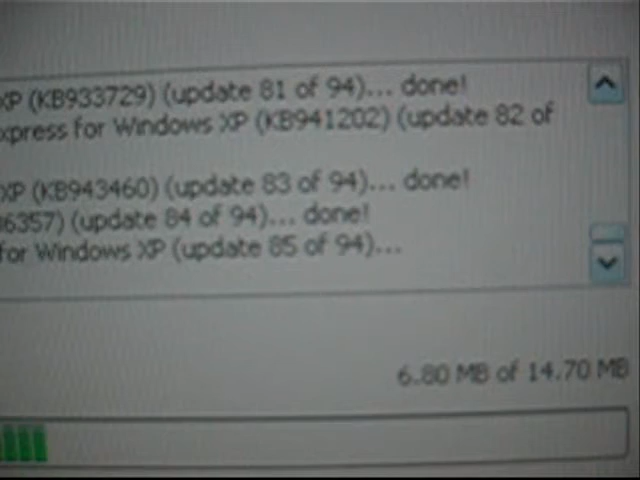 XP (KB933729) (update 81 of 94)... done!
xpress for Windows XP (KB941202) (update 82 of
XP (KB943460) (update 83 of 94)... done!
6357) (update 84 of 94)... done!
for Windows XP (update 85 of 94)...
6.80 MB of 14.70 MB